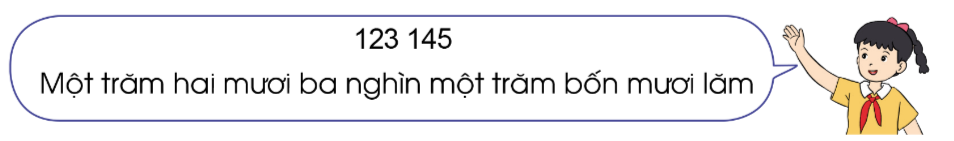 123 145
Một trăm hai mươi ba nghìn một trăm bốn mươi lăm